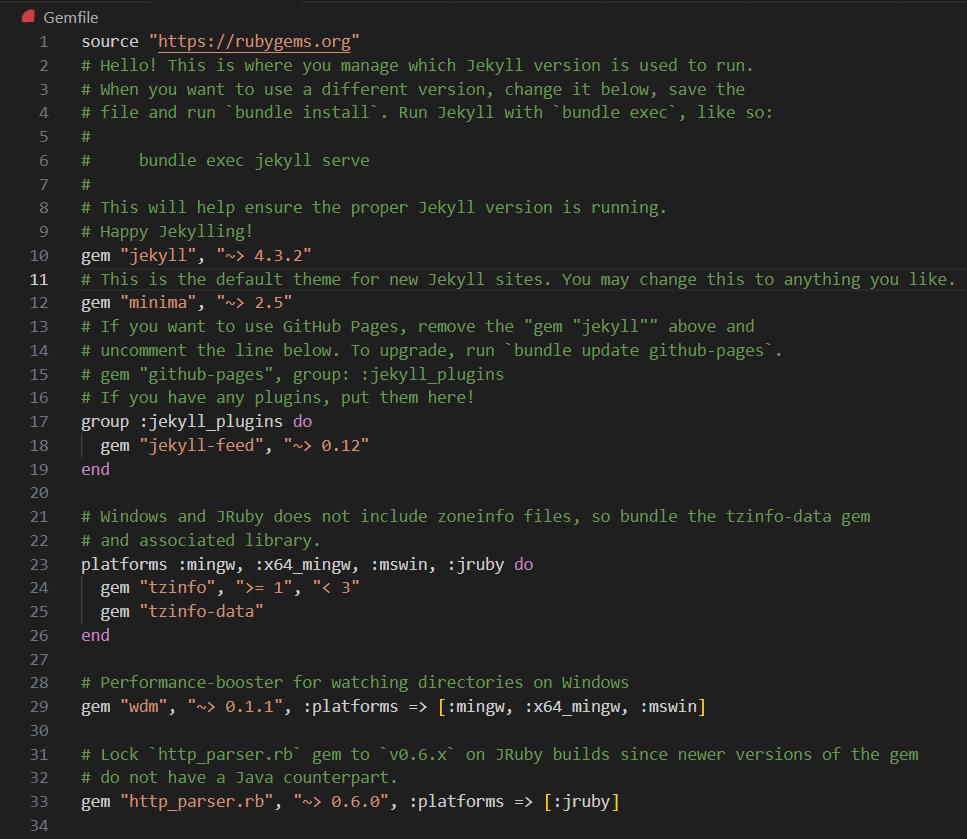 Gemfile
1 source "https://rubygems.org"
2 # Hello! This is where you manage which Jekyll version is used to run.
3 # When you want to use a different version, change it below, save the
4 # file and run `bundle install`. Run Jekyll with `bundle exec`, like so:
5 #
6 #     bundle exec jekyll serve
7 #
8 # This will help ensure the proper Jekyll version is running.
9 # Happy Jekylling!
10 gem "jekyll", "~> 4.3.2"
11 # This is the default theme for new Jekyll sites. You may change this to anything you like.
12 gem "minima", "~> 2.5"
13 # If you want to use GitHub Pages, remove the "gem "jekyll"" above and
14 # uncomment the line below. To upgrade, run `bundle update github-pages`.
15 # gem "github-pages", group: :jekyll_plugins
16 # If you have any plugins, put them here!
17 group :jekyll_plugins do
18   gem "jekyll-feed", "~> 0.12"
19 end
20
21 # Windows and JRuby does not include zoneinfo files, so bundle the tzinfo-data gem
22 # and associated library.
23 platforms :mingw, :x64_mingw, :mswin, :jruby do
24   gem "tzinfo", ">= 1", "< 3"
25   gem "tzinfo-data"
26 end
27
28 # Performance-booster for watching directories on Windows
29 gem "wdm", "~> 0.1.1", :platforms => [:mingw, :x64_mingw, :mswin]
30
31 # Lock `http_parser.rb` gem to `v0.6.x` on JRuby builds since newer versions of the gem
32 # do not have a Java counterpart.
33 gem "http_parser.rb", "~> 0.6.0", :platforms => [:jruby]
34